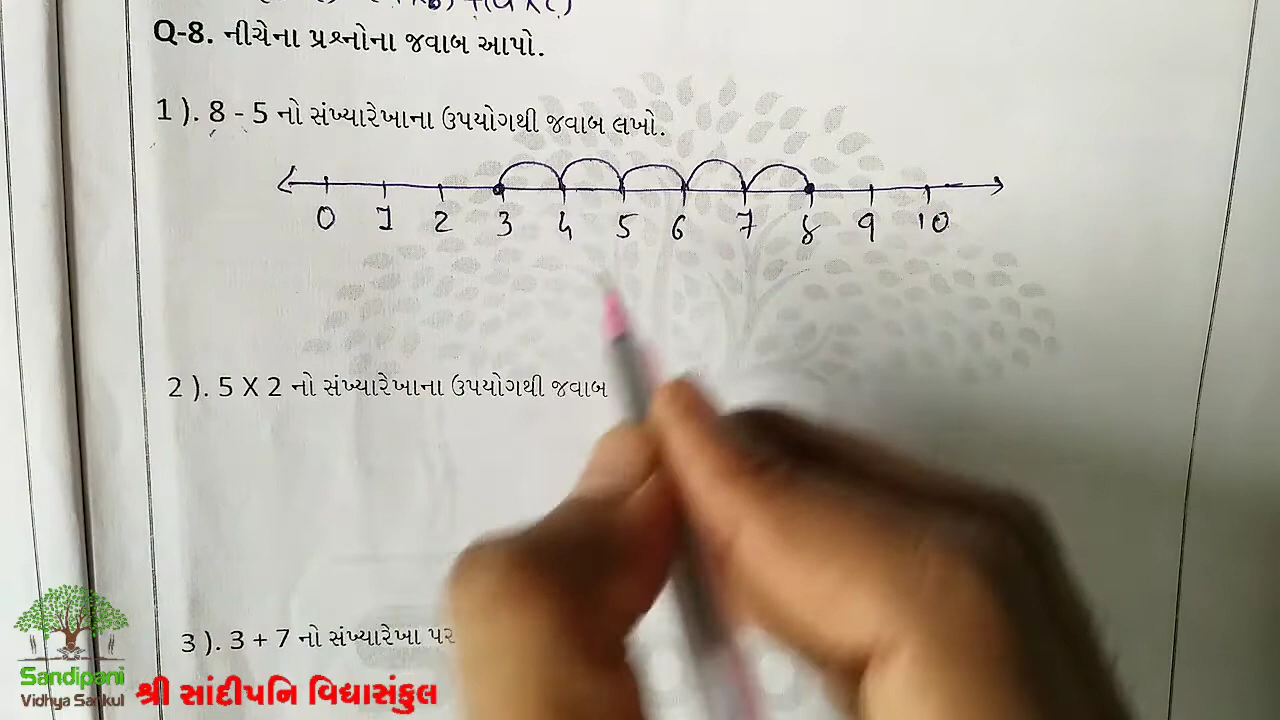 Q-8. નીચેના પ્રશ્નોના જવાબ આપો.
1 ). 8 - 5 નો સંખ્યારેખાના ઉપયોગથી જવાબ લખો.
0 1 2 3 4 5 6 7 8 9 10
2 ). 5 X 2 નો સંખ્યારેખાના ઉપયોગથી જવાબ
3 ). 3 + 7 નો સંખ્યારેખા પર
Sandipani
Vidhya Sankul
શ્રી સાંદીપનિ વિદ્યાસંકુલ